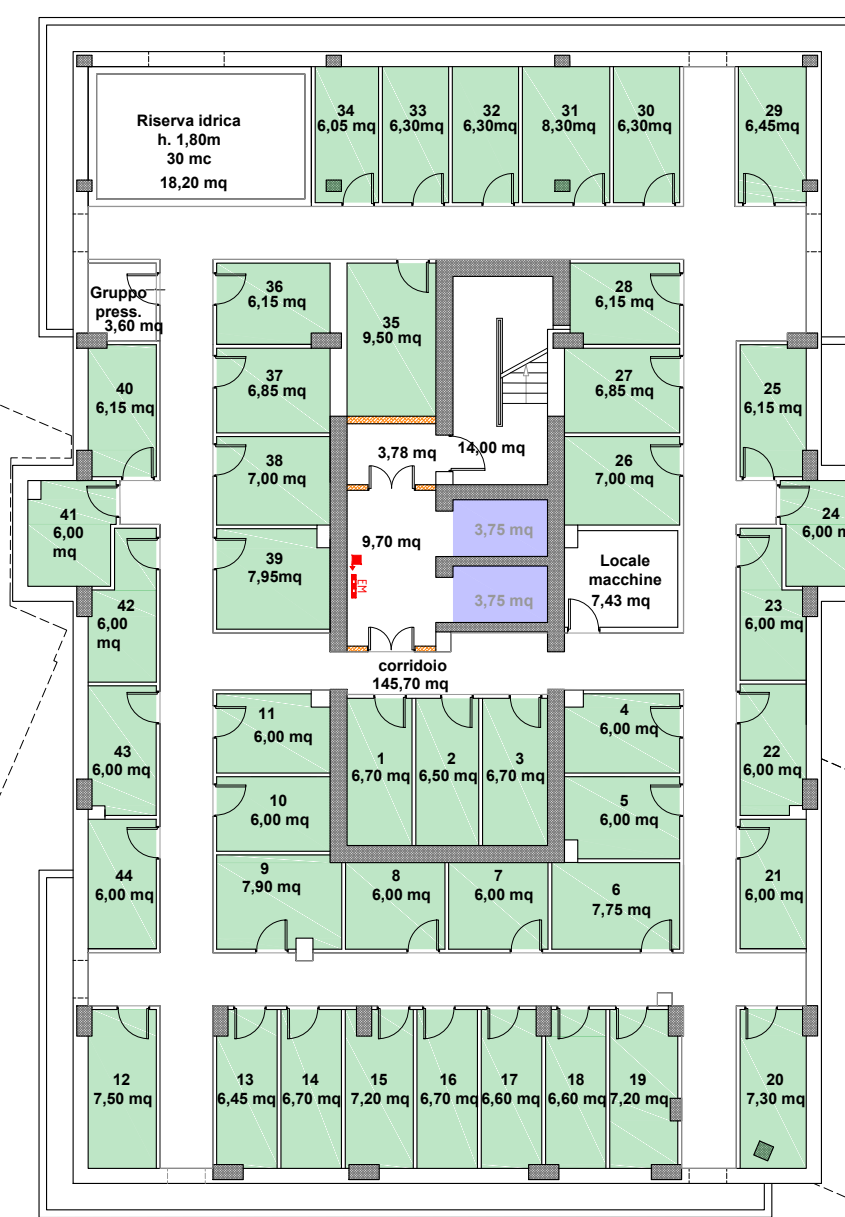 Riserva idrica
h. 1,80m
30 mc
18,20 mq
34
6,05 mq
33
6,30mq
32
6,30mq
31
8,30mq
30
6,30mq
29
6,45mq
Gruppo
press.
3,60 mq
36
6,15 mq
35
9,50 mq
28
6,15 mq
40
6,15 mq
37
6,85 mq
27
6,85 mq
25
6,15 mq
38
7,00 mq
3,78 mq
14,00 mq
26
7,00 mq
41
6,00
mq
39
7,95mq
9,70 mq
EM
3,75 mq
3,75 mq
Locale
macchine
7,43 mq
24
6,00 m
42
6,00
mq
23
6,00 mq
corridoio
145,70 mq
11
6,00 mq
1
6,70 mq
2
6,50 mq
3
6,70 mq
4
6,00 mq
43
6,00 mq
22
6,00 mq
10
6,00 mq
5
6,00 mq
44
6,00 mq
9
7,90 mq
8
6,00 mq
7
6,00 mq
6
7,75 mq
21
6,00 mq
12
7,50 mq
13
6,45 mq
14
6,70 mq
15
7,20 mq
16
6,70 mq
17
6,60 mq
18
6,60 mq
19
7,20 mq
20
7,30 mq